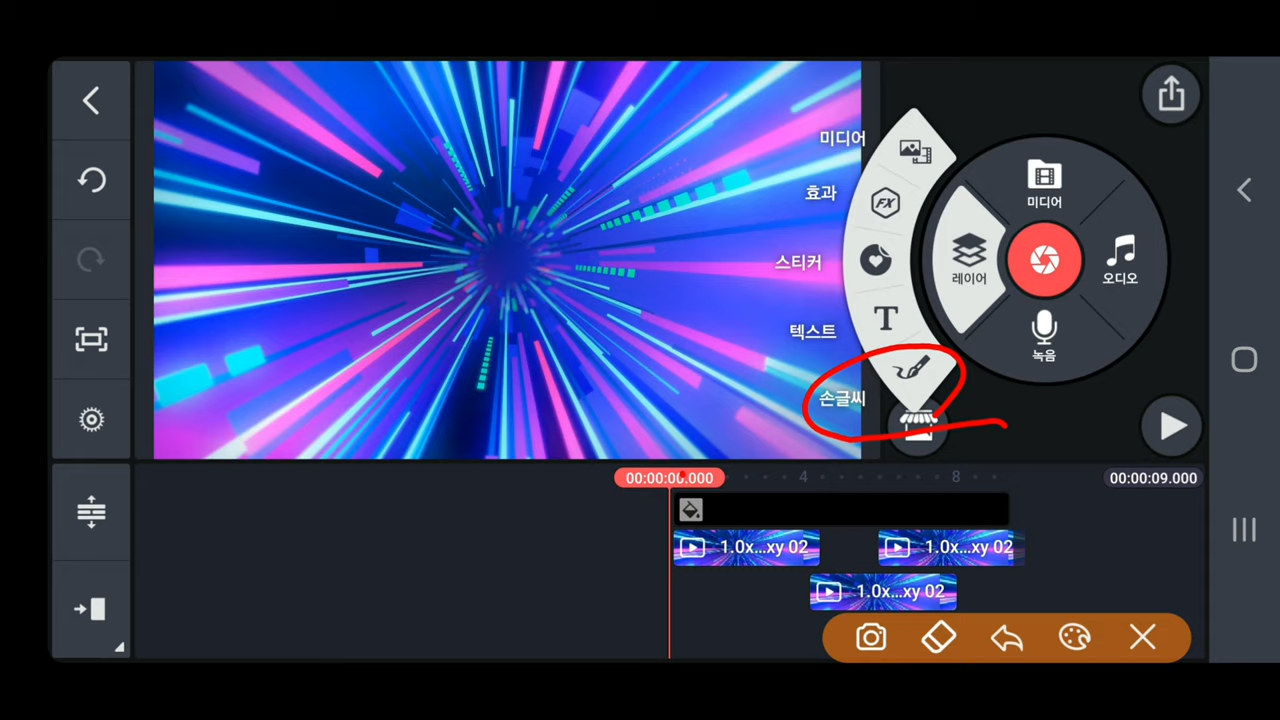 미디어
효과
스티커
텍스트
손글씨
FX
T
미디어
레이어
오디오
녹음
00:00:00.000
4
8
00:00:09.000
1.0x...xy 02
1.0x...xy 02
1.0x...xy 02